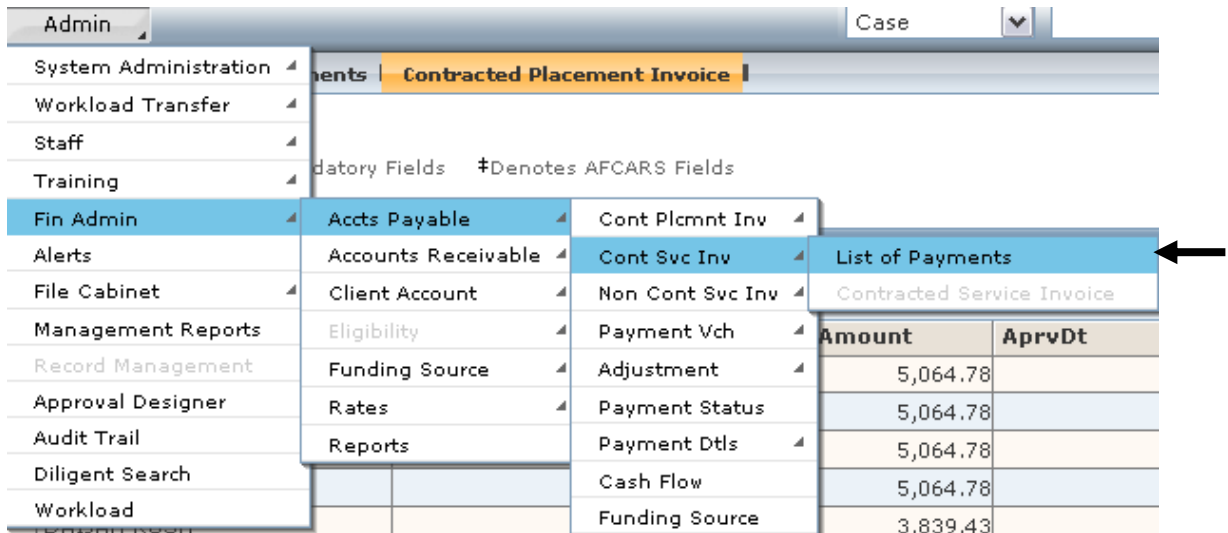 Admin Case
System Administration Contracted Placement Invoice
Workload Transfer
Staff
Fields ‡Denotes AFCARS Fields
Training
Fin Admin Accts Payable Cont Plcmnt Inv
Alerts Accounts Receivable Cont Svc Inv List of Payments
File Cabinet Client Account Non Cont Svc Inv Contracted Service Invoice
Management Reports Eligibility Payment Vch Amount AprvDt
Record Management Funding Source Adjustment 5,064.78
Approval Designer Rates Payment Status 5,064.78
Audit Trail Reports Payment Dtls 5,064.78
Diligent Search Cash Flow 5,064.78
Workload Funding Source 3,839.43